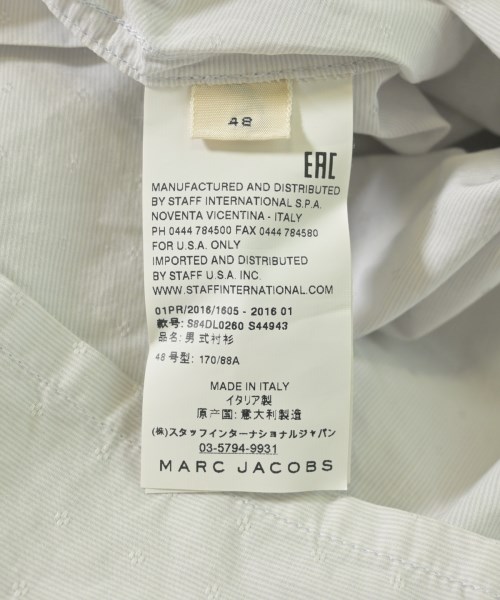 48
EAC
MANUFACTURED AND DISTRIBUTED
BY STAFF INTERNATIONAL S.P.A.
NOVENTA VICENTINA - ITALY
PH 0444 784500 FAX 0444 784580
FOR U.S.A. ONLY
IMPORTED AND DISTRIBUTED
BY STAFF U.S.A. INC.
WWW.STAFFINTERNATIONAL.COM
01PR/2016/1605 - 2016 01
款号: S84DL0260 S44943
品名: 男式衬衫
48 号型: 170/88A
MADE IN ITALY
イタリア製
原产国: 意大利製造
(株)スタッフインターナショナルジャパン
03-5794-9931
MARC JACOBS